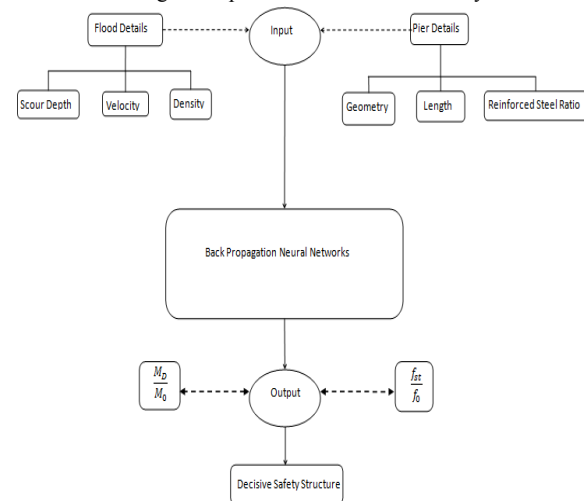 Flood Details
Input
Pier Details
Scour Depth
Velocity
Density
Geometry
Length
Reinforced Steel Ratio
Back Propagation Neural Networks
M_D
M_0
Output
f_st
f_0
Decisive Safety Structure